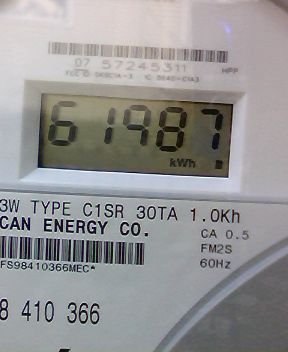 07 57245311
61987
kWh
3W TYPE C1SR 30TA 1.0Kh
CAN ENERGY CO.
CA 0.5
FM2S
60Hz
FS98410366MEC*
8 410 366